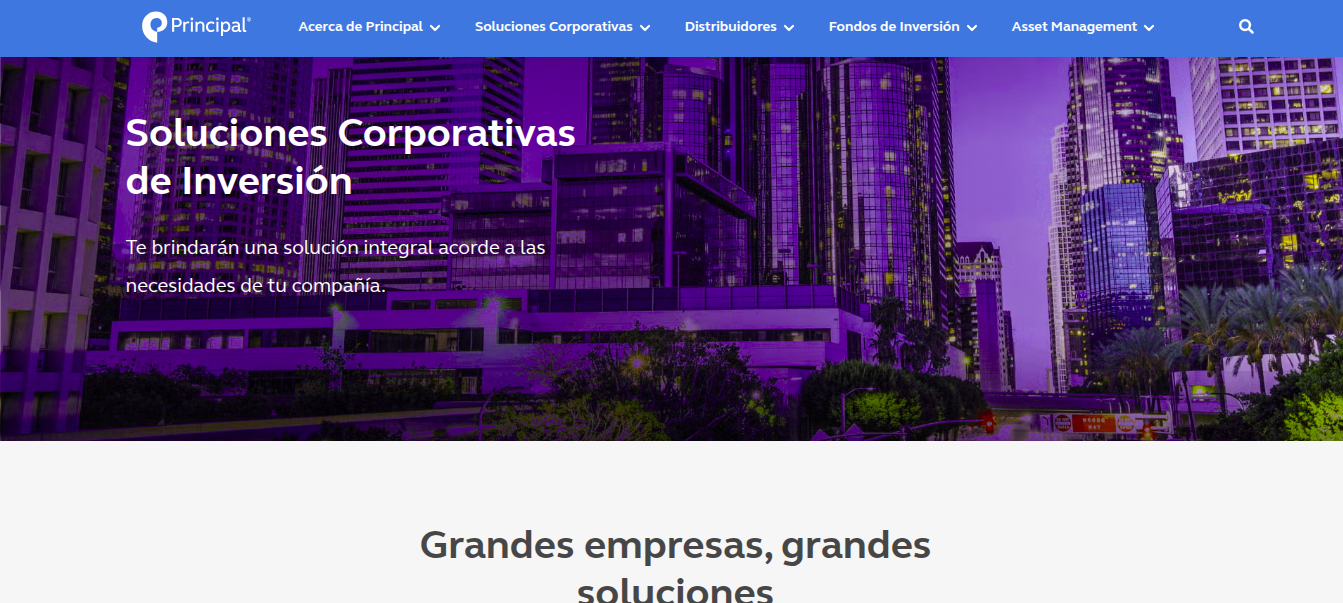 Principal®
Acerca de Principal
Soluciones Corporativas
Distribuidores
Fondos de Inversión
Asset Management
Soluciones Corporativas
de Inversión
Te brindarán una solución integral acorde a las
necesidades de tu compañía.
Grandes empresas, grandes
soluciones